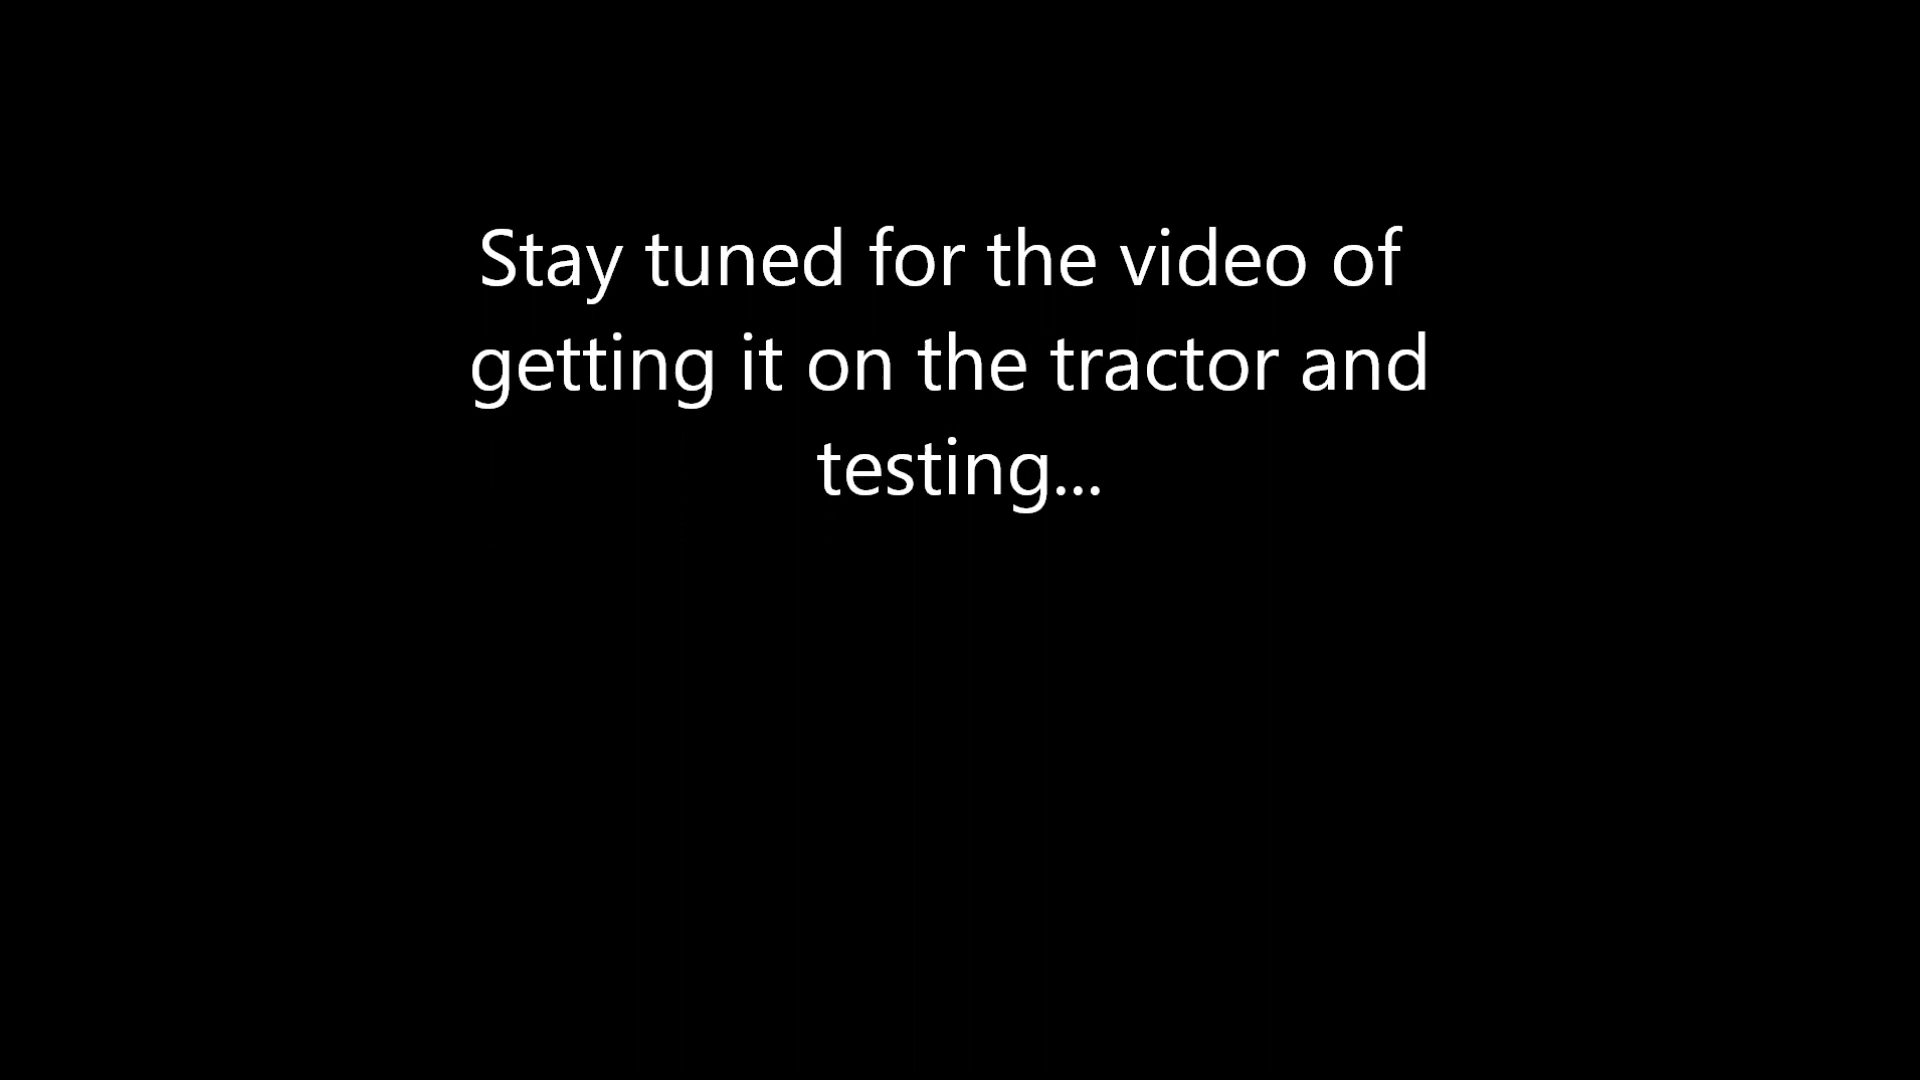 Stay tuned for the video of
getting it on the tractor and
testing...